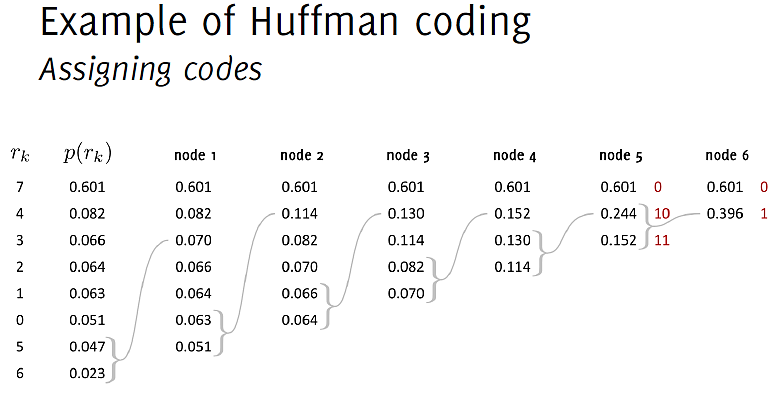 Example of Huffman coding
Assigning codes
r_k p(r_k) node 1 node 2 node 3 node 4 node 5 node 6
7 0.601 0.601 0.601 0.601 0.601 0.601 0 0.601 0
4 0.082 0.082 0.114 0.130 0.152 0.244 10 0.396 1
3 0.066 0.070 0.082 0.114 0.130 0.152 11
2 0.064 0.066 0.070 0.082 0.114
1 0.063 0.064 0.066 0.070
0 0.051 0.063 0.064
5 0.047 0.051
6 0.023